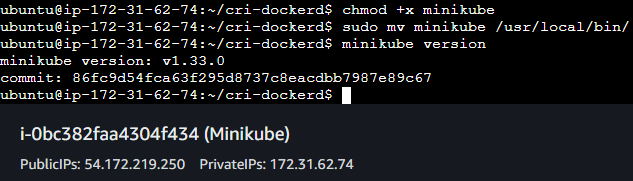 ubuntu@ip-172-31-62-74:~/cri-dockerd$ chmod +x minikube
ubuntu@ip-172-31-62-74:~/cri-dockerd$ sudo mv minikube /usr/local/bin/
ubuntu@ip-172-31-62-74:~/cri-dockerd$ minikube version
minikube version: v1.33.0
commit: 86fc9d54fca63f295d8737c8eacdbb7987e89c67
ubuntu@ip-172-31-62-74:~/cri-dockerd$
i-0bc382faa4304f434 (Minikube)
PublicIPs: 54.172.219.250 PrivateIPs: 172.31.62.74